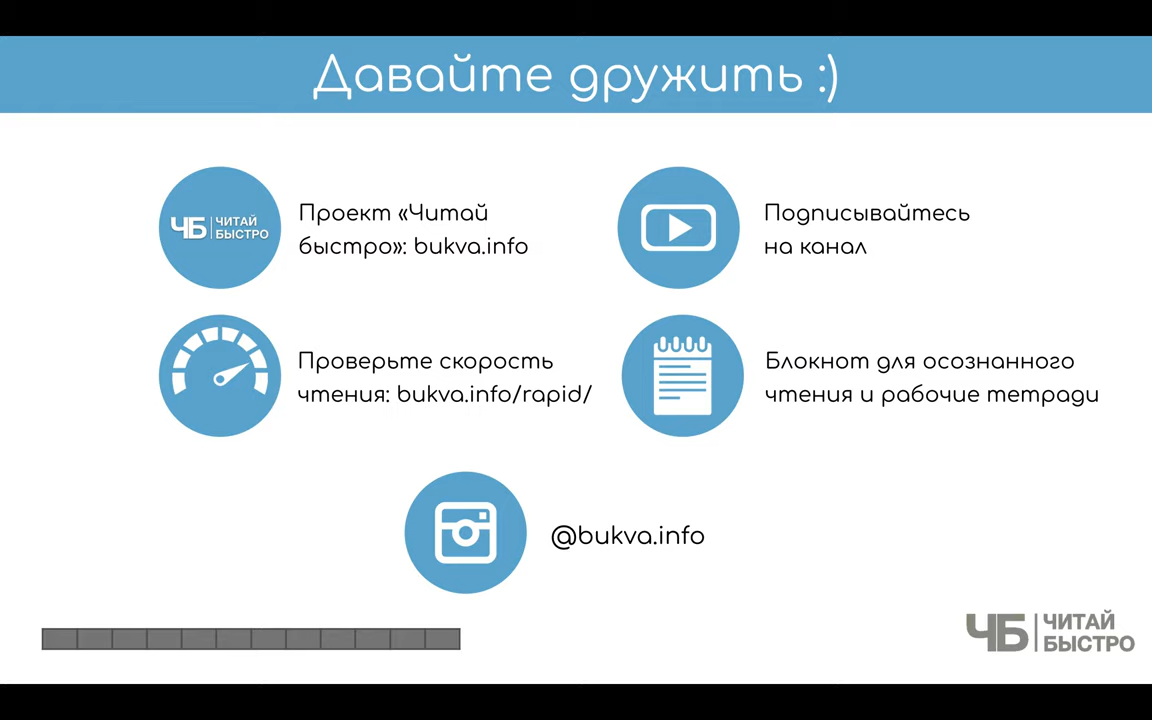 Давайте дружить :)
ЧБ ЧИТАЙ
БЫСТРО
Проект «Читай
быстро»: bukva.info
Подписывайтесь
на канал
Проверьте скорость
чтения: bukva.info/rapid/
Блокнот для осознанного
чтения и рабочие тетради
@bukva.info
ЧБ ЧИТАЙ
БЫСТРО